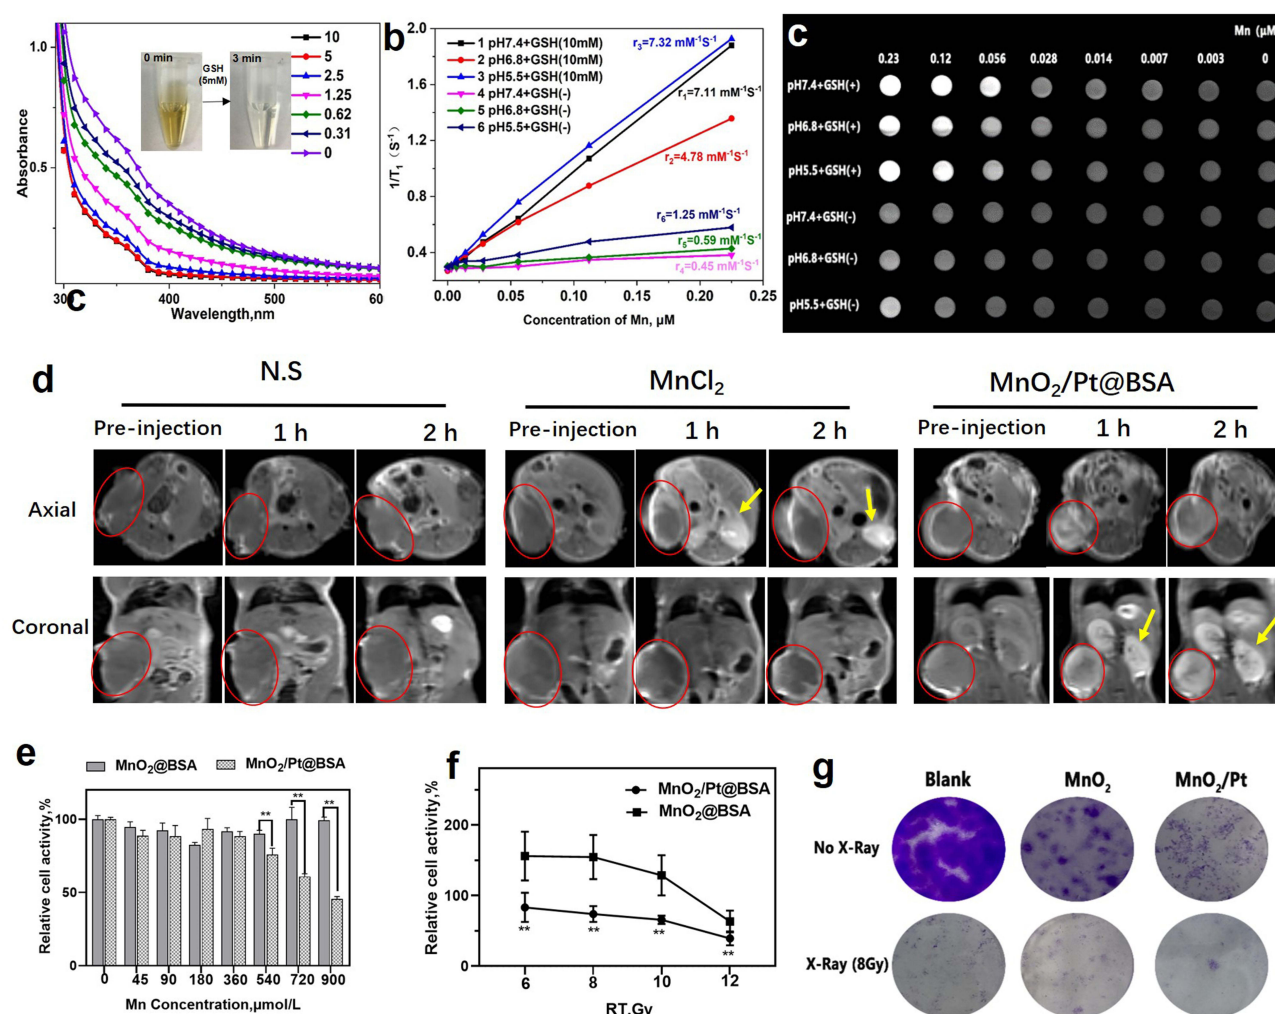 b
c
Mn (μM
1.0
0.5
Absorbance
0 min
GSH
(5mM)
3 min
10
5
2.5
1.25
0.62
0.31
0
300
400
500
60
c
Wavelength,nm
2.0
1.6
1.2
0.8
0.4
1/T1 (S-1)
1 pH7.4+GSH(10mM)
2 pH6.8+GSH(10mM)
3 pH5.5+GSH(10mM)
4 pH7.4+GSH(-)
5 pH6.8+GSH(-)
6 pH5.5+GSH(-)
r3=7.32 mM-1S-1
r1=7.11 mM-1S-1
r2=4.78 mM-1S-1
r6=1.25 mM-1S-1
r5=0.59 mM-1S-1
r4=0.45 mM-1S-1
0.00 0.05 0.10 0.15 0.20 0.25
Concentration of Mn, μM
0.23 0.12 0.056 0.028 0.014 0.007 0.003 0
pH7.4+GSH(+)
pH6.8+GSH(+)
pH5.5+GSH(+)
pH7.4+GSH(-)
pH6.8+GSH(-)
pH5.5+GSH(-)
d
N.S
MnCl2
MnO2/Pt@BSA
Pre-injection 1 h 2 h
Pre-injection 1 h 2 h
Pre-injection 1 h 2 h
Axial
Coronal
e
MnO2@BSA
MnO2/Pt@BSA
Relative cell activity,%
100
50
0
**
**
**
0 45 90 180 360 540 720 900
Mn Concentration,μmol/L
f
MnO2/Pt@BSA
MnO2@BSA
Relative cell activity,%
200
100
50
0
**
**
**
**
6 8 10 12
RT,Gy
g
Blank
MnO2
MnO2/Pt
No X-Ray
X-Ray (8Gy)